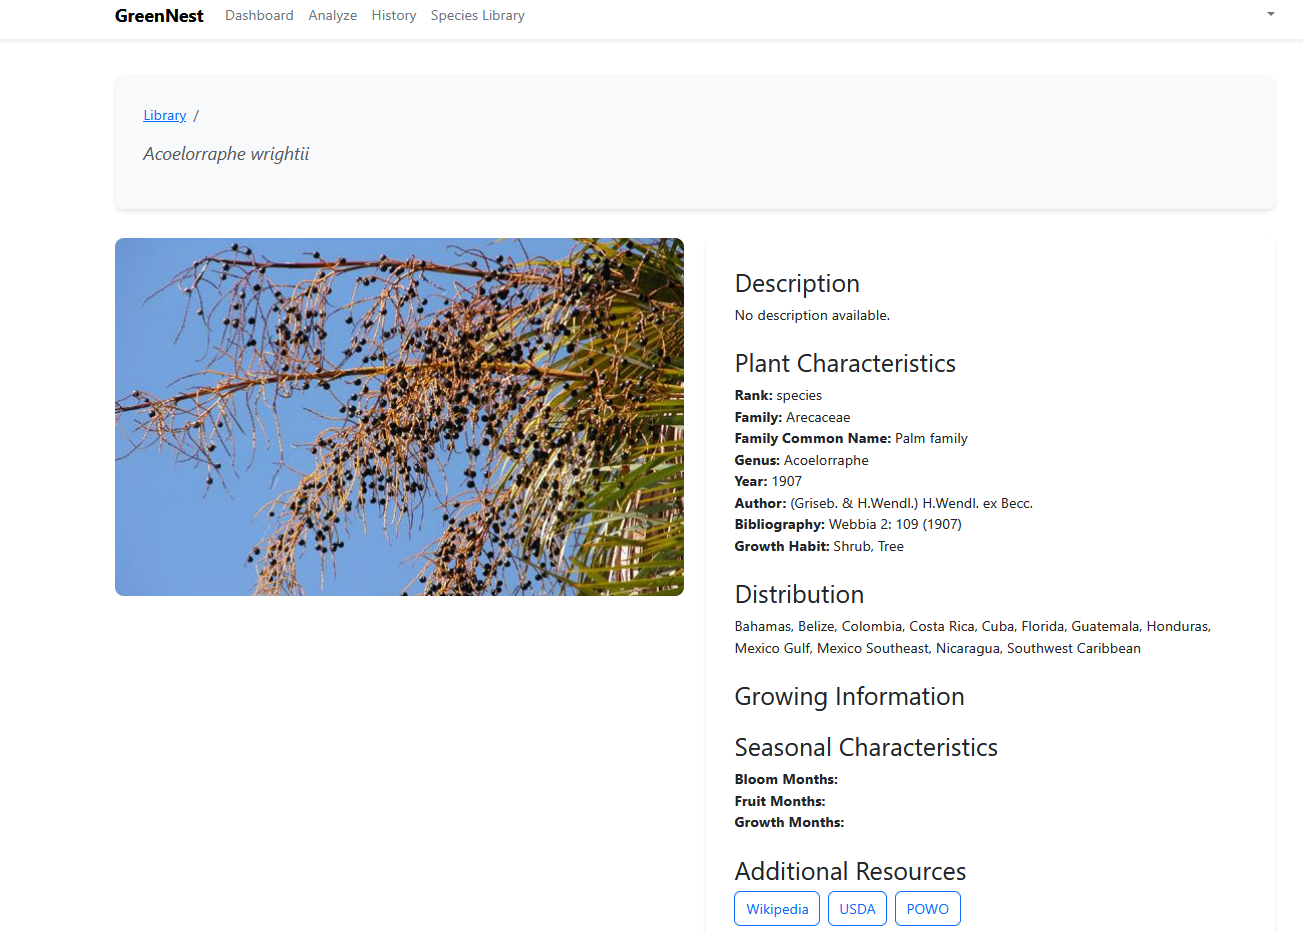 GreenNest Dashboard Analyze History Species Library
Library /
Acoelorraphe wrightii
Description
No description available.
Plant Characteristics
Rank: species
Family: Arecaceae
Family Common Name: Palm family
Genus: Acoelorraphe
Year: 1907
Author: (Griseb. & H.Wendl.) H.Wendl. ex Becc.
Bibliography: Webbia 2: 109 (1907)
Growth Habit: Shrub, Tree
Distribution
Bahamas, Belize, Colombia, Costa Rica, Cuba, Florida, Guatemala, Honduras,
Mexico Gulf, Mexico Southeast, Nicaragua, Southwest Caribbean
Growing Information
Seasonal Characteristics
Bloom Months:
Fruit Months:
Growth Months:
Additional Resources
Wikipedia USDA POWO